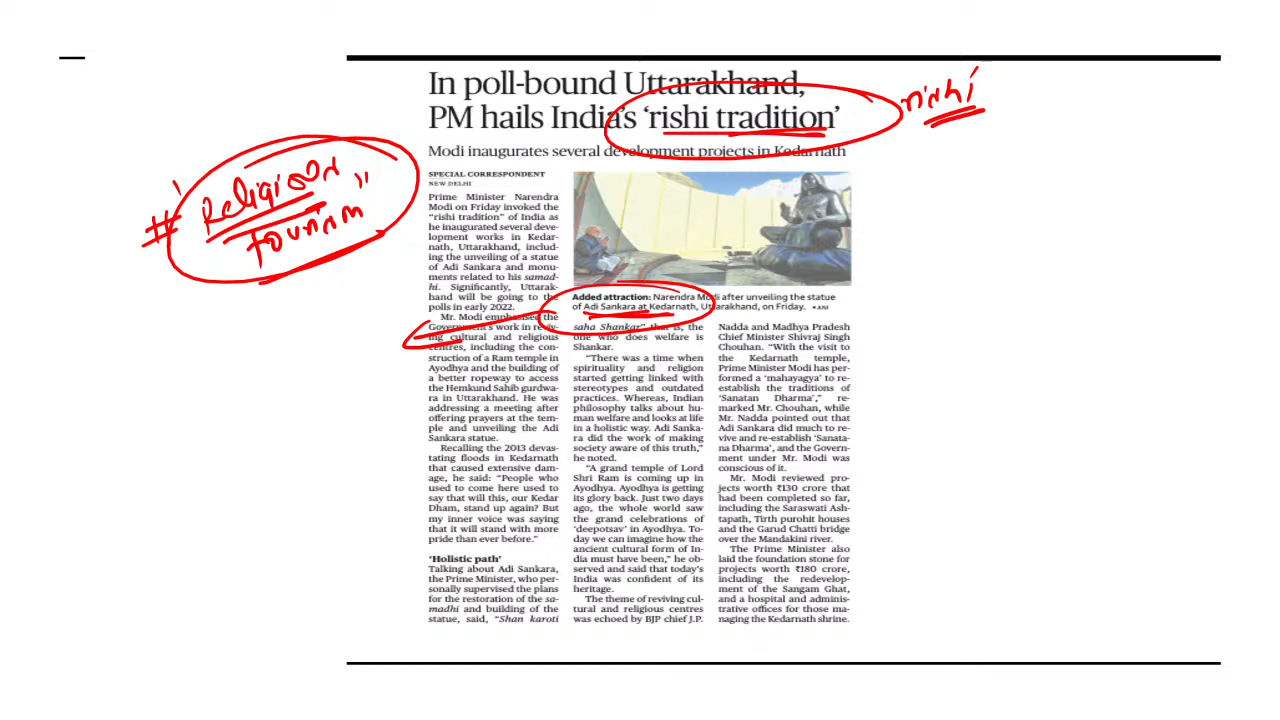 In poll-bound Uttarakhand,
PM hails India's 'rishi tradition'
Modi inaugurates several development projects in Kedarnath
rishi
# "Religion
Tourism"
SPECIAL CORRESPONDENT
NEW DELHI
Prime Minister Narendra
Modi on Friday invoked the
"rishi tradition" of India as
he inaugurated several deve-
lopment works in Kedar-
nath, Uttarakhand, includ-
ing the unveiling of a statue
of Adi Sankara and monu-
ments related to his samad-
hi. Significantly, Uttarak-
hand will be going to the
polls in early 2022.
Mr. Modi emphasised the
Government's work in reviv-
ing cultural and religious
centres, including the con-
struction of a Ram temple in
Ayodhya and the building of
a better ropeway to access
the Hemkund Sahib gurdwa-
ra in Uttarakhand. He was
addressing a meeting after
offering prayers at the tem-
ple and unveiling the Adi
Sankara statue.
Recalling the 2013 devas-
tating floods in Kedarnath
that caused extensive dam-
age, he said: "People who
used to come here used to
say that will this, our Kedar
Dham, stand up again? But
my inner voice was saying
that it will stand with more
pride than ever before."
'Holistic path'
Talking about Adi Sankara,
the Prime Minister, who per-
sonally supervised the plans
for the restoration of the sa-
madhi and building of the
statue, said, "Shan karoti
Added attraction: Narendra Modi after unveiling the statue
of Adi Sankara at Kedarnath, Uttarakhand, on Friday. • ANI
saha Shankar" that is, the
one who does welfare is
Shankar.
"There was a time when
spirituality and religion
started getting linked with
stereotypes and outdated
practices. Whereas, Indian
philosophy talks about hu-
man welfare and looks at life
in a holistic way. Adi Sanka-
ra did the work of making
society aware of this truth,"
he noted.
"A grand temple of Lord
Shri Ram is coming up in
Ayodhya. Ayodhya is getting
its glory back. Just two days
ago, the whole world saw
the grand celebrations of
'deepotsav' in Ayodhya. To-
day we can imagine how the
ancient cultural form of In-
dia must have been," he ob-
served and said that today's
India was confident of its
heritage.
The theme of reviving cul-
tural and religious centres
was echoed by BJP chief J.P.
Nadda and Madhya Pradesh
Chief Minister Shivraj Singh
Chouhan. "With the visit to
the Kedarnath temple,
Prime Minister Modi has per-
formed a 'mahayagya' to re-
establish the traditions of
'Sanatan Dharma'," re-
marked Mr. Chouhan, while
Mr. Nadda pointed out that
Adi Sankara did much to re-
vive and re-establish 'Sanata-
na Dharma', and the Govern-
ment under Mr. Modi was
conscious of it.
Mr. Modi reviewed pro-
jects worth ₹130 crore that
had been completed so far,
including the Saraswati Ash-
tapath, Tirth purohit houses
and the Garud Chatti bridge
over the Mandakini river.
The Prime Minister also
laid the foundation stone for
projects worth ₹180 crore,
including the redevelop-
ment of the Sangam Ghat,
and a hospital and adminis-
trative offices for those ma-
naging the Kedarnath shrine.